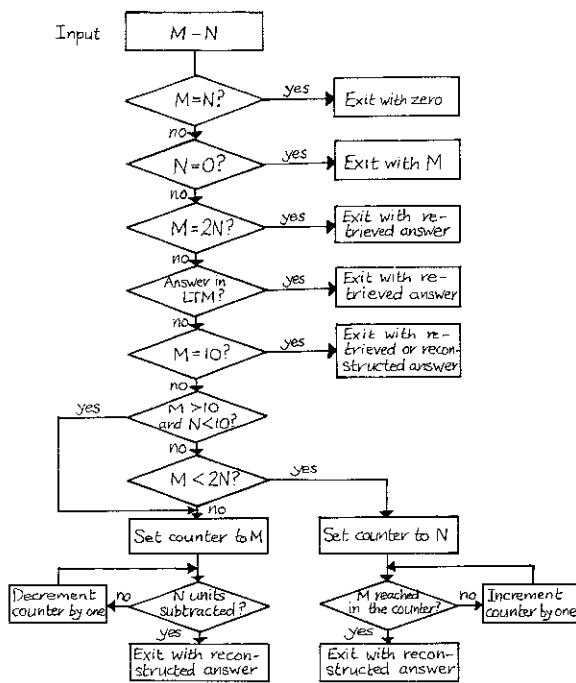 Input
M – N
M=N?
yes
Exit with zero
no
N=0?
yes
Exit with M
no
M=2N?
yes
Exit with re-
trieved answer
no
Answer in
LTM?
yes
Exit with re-
trieved answer
no
M=10?
yes
Exit with re-
trieved or recon-
structed answer
no
yes
M >10
and N<10?
no
M < 2N?
yes
no
Set counter to M
Set counter to N
Decrement
counter by one
no
N units
subtracted?
M reached
in the counter?
no
Increment
counter by one
yes
yes
Exit with recon-
structed answer
Exit with recon-
structed answer